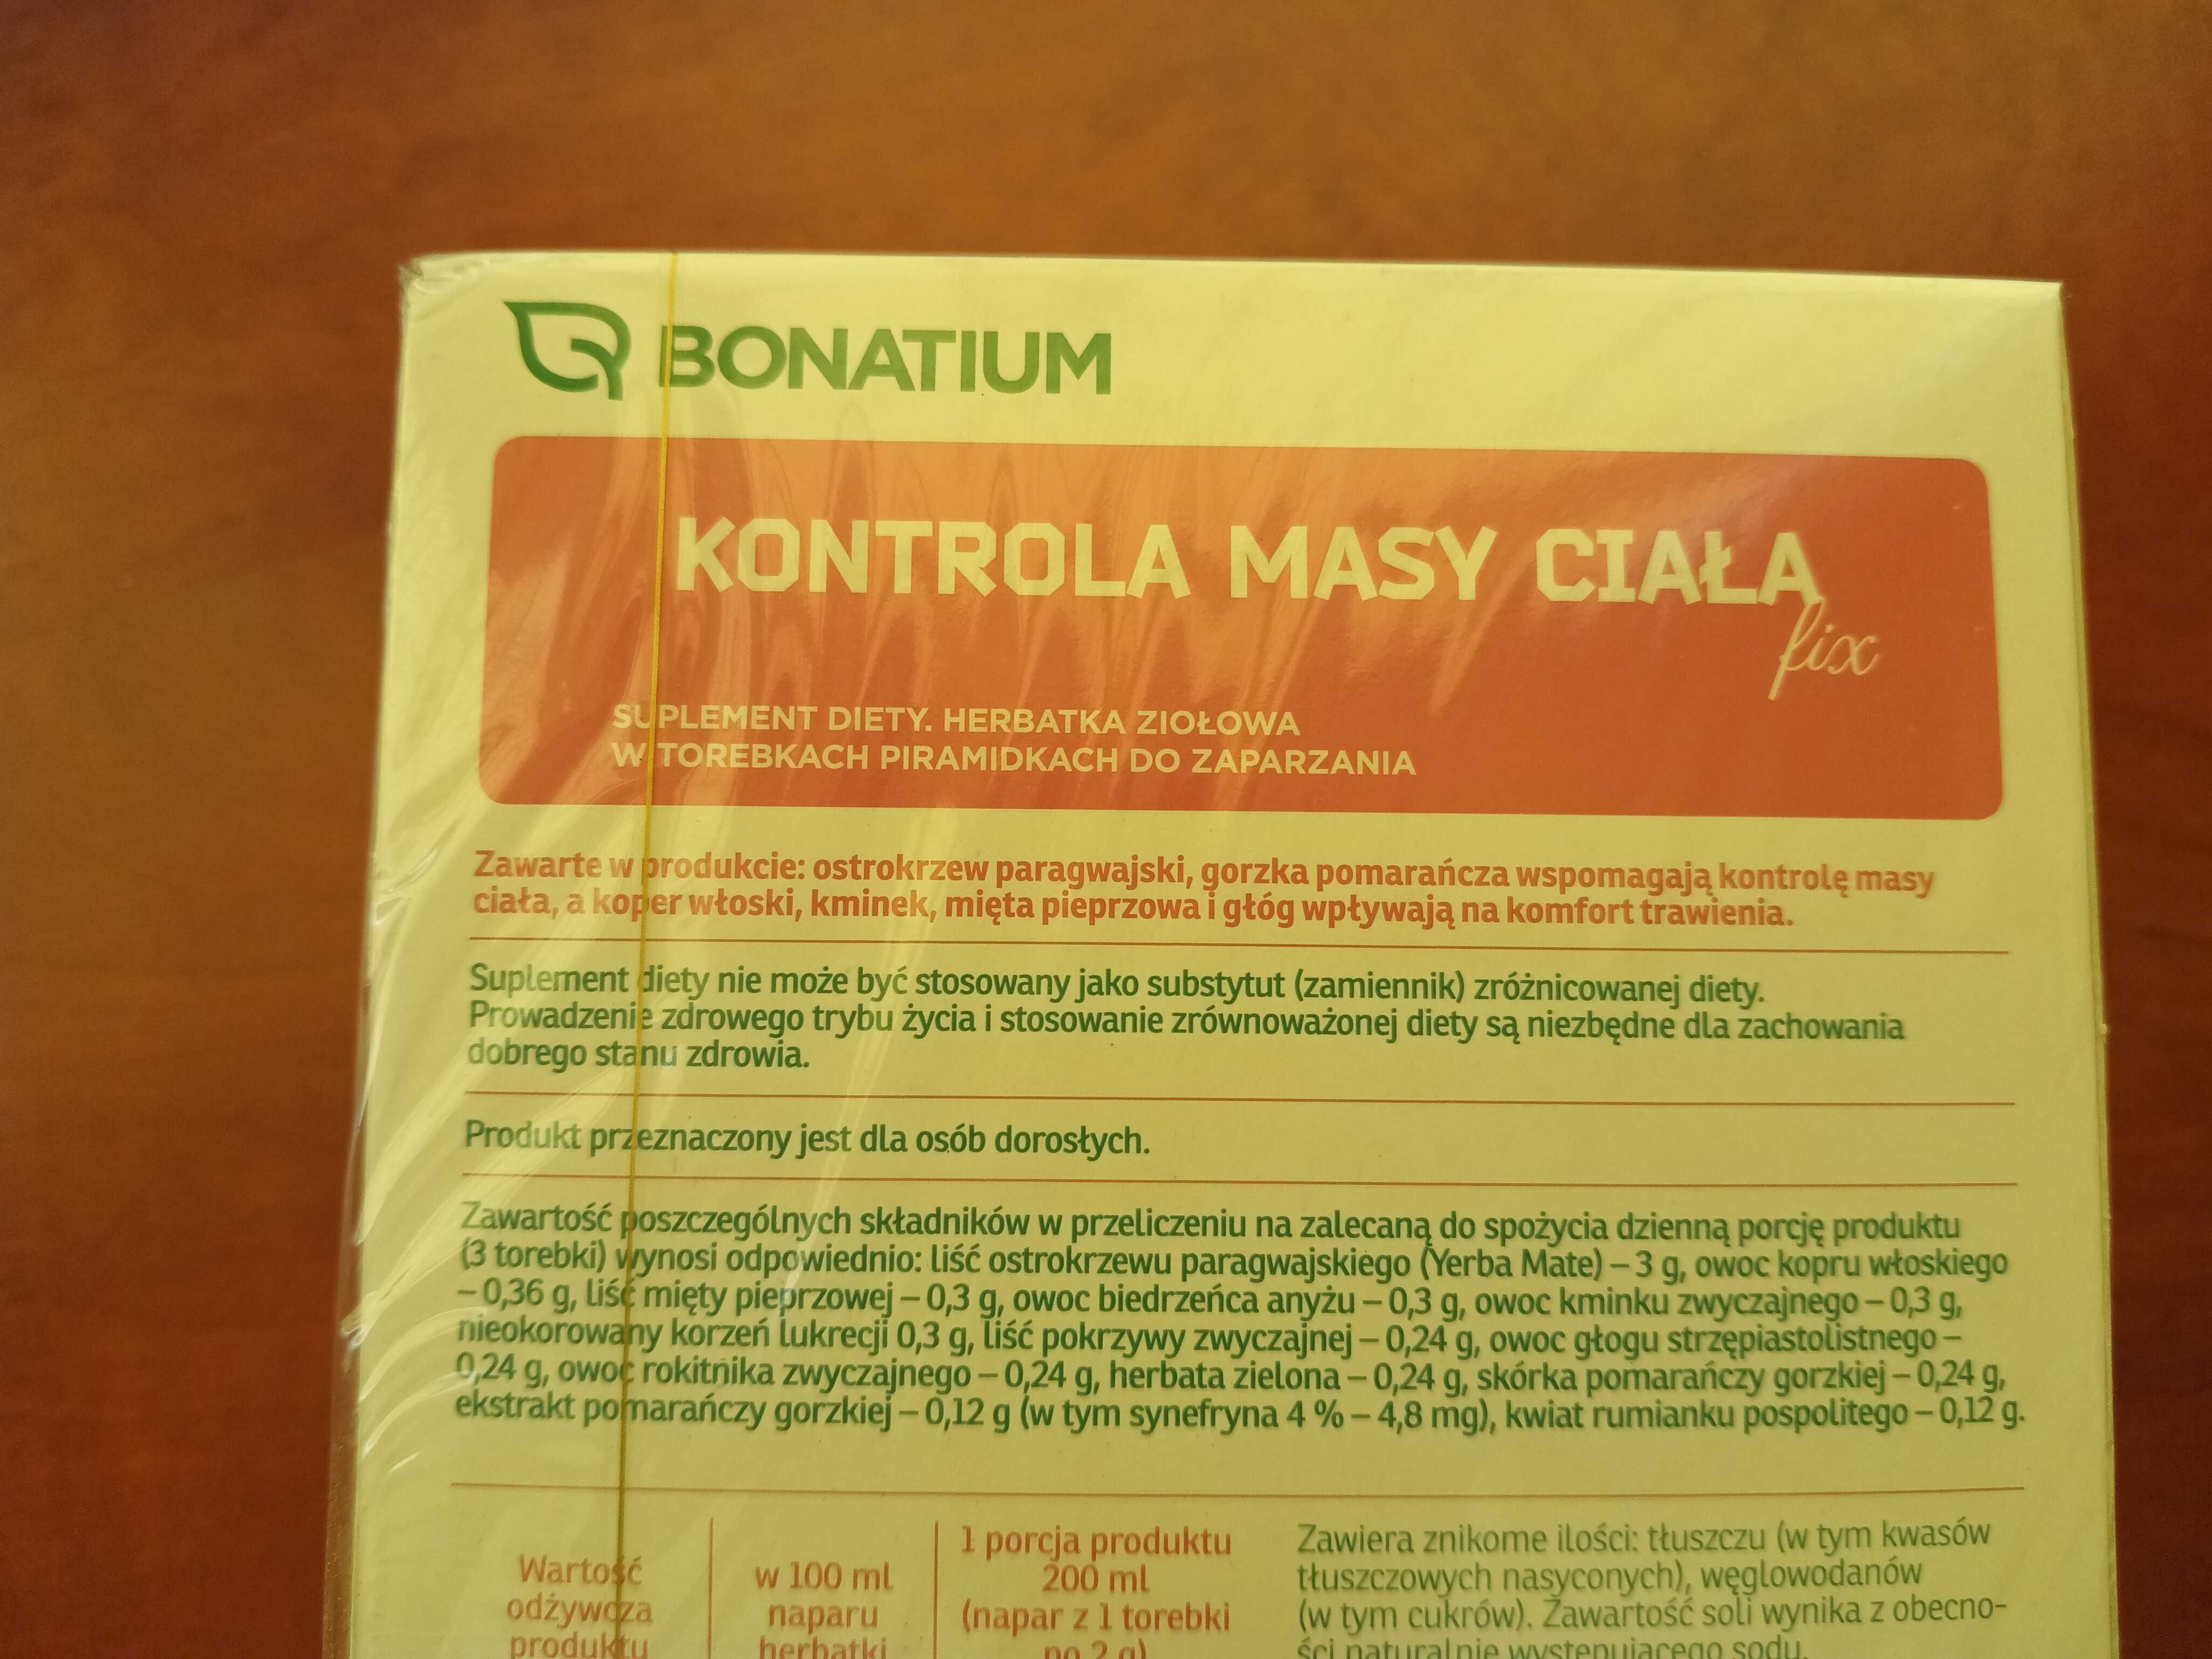 BONATIUM
KONTROLA MASY CIAŁA
fix
SUPLEMENT DIETY. HERBATKA ZIOŁOWA
W TOREBKACH PIRAMIDKACH DO ZAPARZANIA
Zawarte w produkcie: ostrokrzew paragwajski, gorzka pomarańcza wspomagają kontrolę masy
ciała, a koper włoski, kminek, mięta pieprzowa i głóg wpływają na komfort trawienia.
Suplement diety nie może być stosowany jako substytut (zamiennik) zróżnicowanej diety.
Prowadzenie zdrowego trybu życia i stosowanie zrównoważonej diety są niezbędne dla zachowania
dobrego stanu zdrowia.
Produkt przeznaczony jest dla osób dorosłych.
Zawartość poszczególnych składników w przeliczeniu na zalecaną do spożycia dzienną porcję produktu
(3 torebki) wynosi odpowiednio: liść ostrokrzewu paragwajskiego (Yerba Mate) – 3 g, owoc kopru włoskiego
– 0,36 g, liść mięty pieprzowej – 0,3 g, owoc biedrzeńca anyżu – 0,3 g, owoc kminku zwyczajnego – 0,3 g,
nieokorowany korzeń lukrecji 0,3 g, liść pokrzywy zwyczajnej – 0,24 g, owoc głogu strzępiastolistnego –
0,24 g, owoc rokitnika zwyczajnego – 0,24 g, herbata zielona – 0,24 g, skórka pomarańczy gorzkiej – 0,24 g,
ekstrakt pomarańczy gorzkiej – 0,12 g (w tym synefryna 4 % – 4,8 mg), kwiat rumianku pospolitego – 0,12 g.
Wartość
odżywcza
produktu
w 100 ml
naparu
herbatki
1 porcja produktu
200 ml
(napar z 1 torebki
po 2 g)
Zawiera znikome ilości: tłuszczu (w tym kwasów
tłuszczowych nasyconych), węglowodanów
(w tym cukrów). Zawartość soli wynika z obecno-
ści naturalnie występującego sodu.